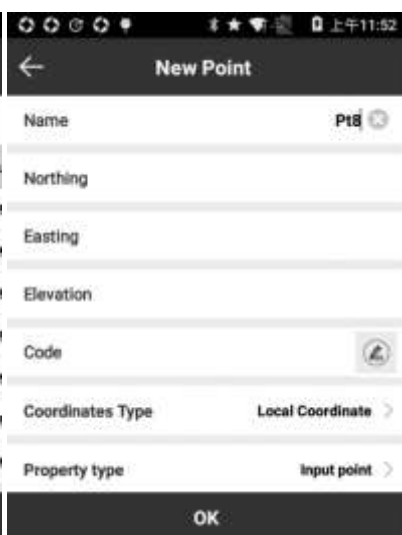 上午11:52
New Point
Name Pt8
Northing
Easting
Elevation
Code
Coordinates Type Local Coordinate
Property type Input point
OK